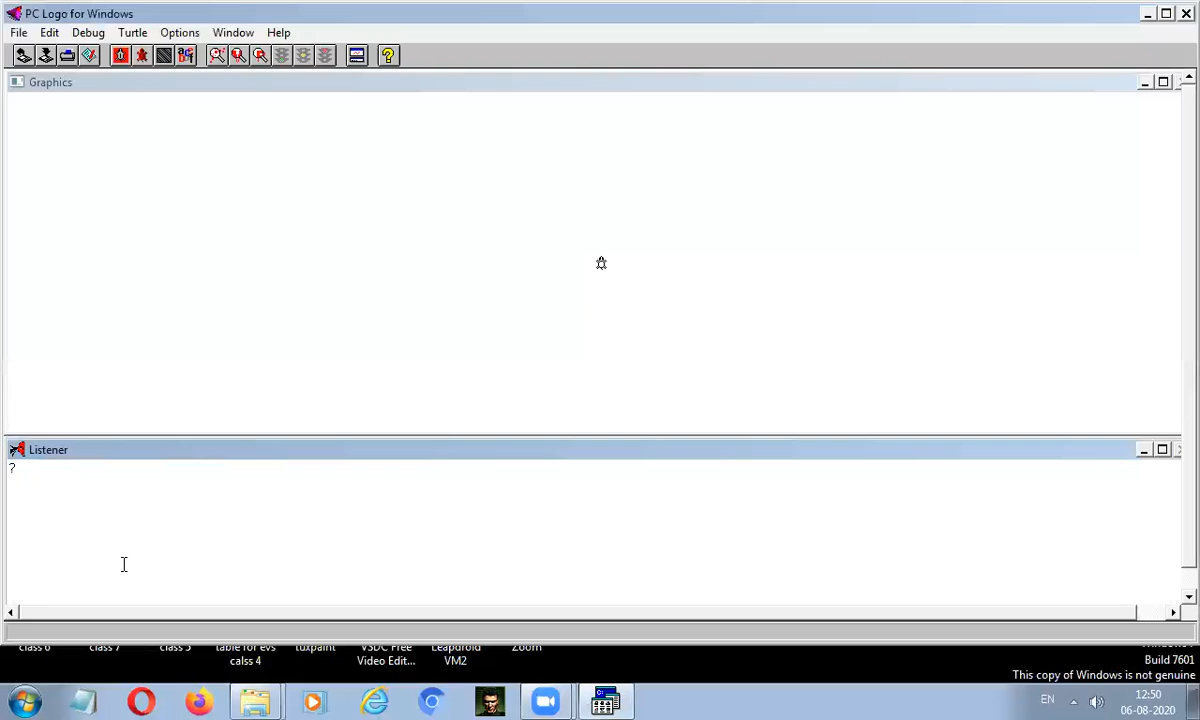 PC Logo for Windows
File Edit Debug Turtle Options Window Help
Graphics
Listener
?
class 6 class 7 class 5 table for evs tuxpaint VSDC Free Leapdroid Zoom
calss 4 Video Edit... VM2
Build 7601
This copy of Windows is not genuine
EN 12:50
06-08-2020